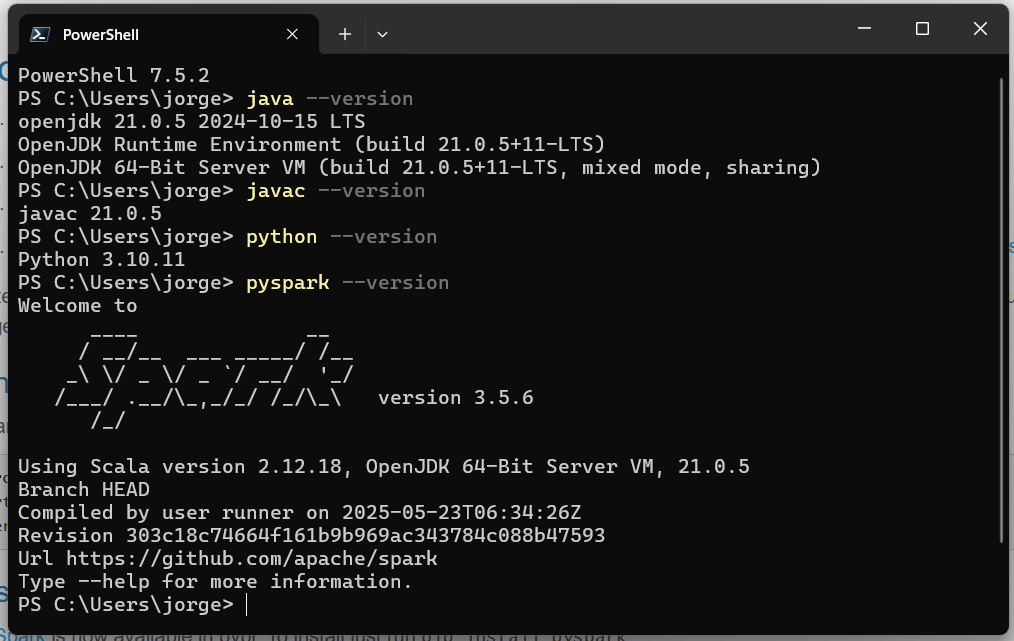 PowerShell
PowerShell 7.5.2
PS C:\Users\jorge> java --version
openjdk 21.0.5 2024-10-15 LTS
OpenJDK Runtime Environment (build 21.0.5+11-LTS)
OpenJDK 64-Bit Server VM (build 21.0.5+11-LTS, mixed mode, sharing)
PS C:\Users\jorge> javac --version
javac 21.0.5
PS C:\Users\jorge> python --version
Python 3.10.11
PS C:\Users\jorge> pyspark --version
Welcome to
      ____              __
     / __/__  ___ _____/ /__
    _\ \/ _ \/ _ `/ __/  '_/
   /___/ .__/\_,_/_/ /_/\_\   version 3.5.6
      /_/
Using Scala version 2.12.18, OpenJDK 64-Bit Server VM, 21.0.5
Branch HEAD
Compiled by user runner on 2025-05-23T06:34:26Z
Revision 303c18c74664f161b9b969ac343784c088b47593
Url https://github.com/apache/spark
Type --help for more information.
PS C:\Users\jorge>